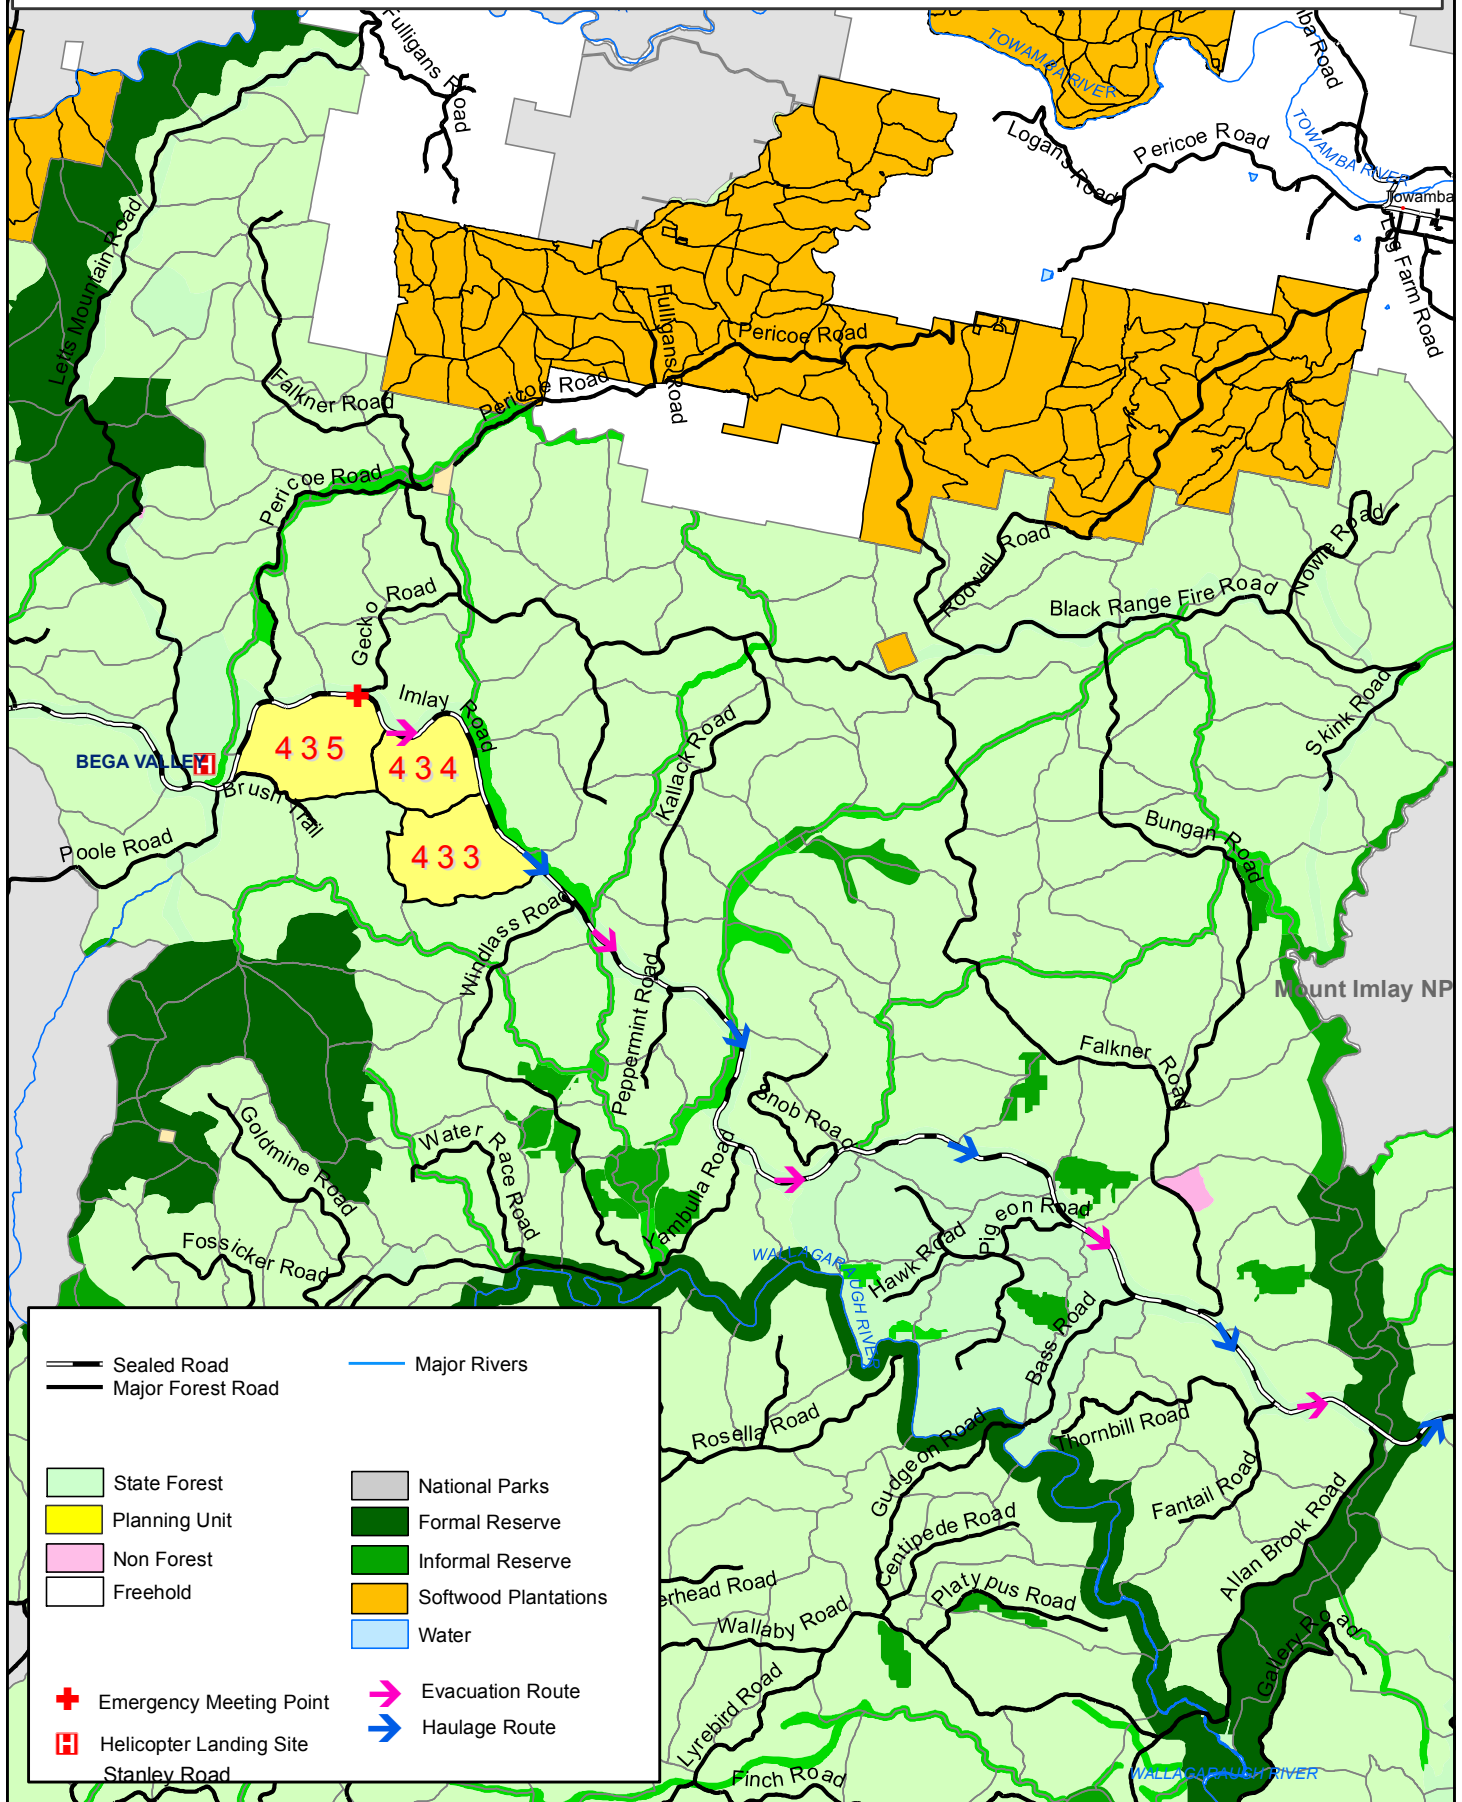 Fulligans Road
TOWAMBA RIVER
mba Road
Logans Road
Pericoe Road
TOWAMBA RIVER
Towamba
Log Farm Road
Letts Mountain Road
Fulligans Road
Pericoe Road
Falkner Road
Pericoe Road
Pericoe Road
Rodwell Road
Nowie Road
Black Range Fire Road
Gecko Road
Imlay Road
Skink Road
BEGA VALLEY
435
434
Kallack Road
Brush Trail
Poole Road
433
Bungan Road
Windlass Road
Mount Imlay NP
Peppermint Road
Falkner Road
Snob Road
Goldmine Road
Water Race Road
Yambulla Road
Pigeon Road
Hawk Road
Fossicker Road
WALLAGARAUGH RIVER
Bass Road
Sealed Road
Major Rivers
Major Forest Road
Rosella Road
Thornbill Road
Gudgeon Road
Fantail Road
State Forest
National Parks
Planning Unit
Formal Reserve
Centipede Road
Allan Brook Road
Non Forest
Informal Reserve
Freehold
Softwood Plantations
erhead Road
Platypus Road
Wallaby Road
Water
Gallery Road
Emergency Meeting Point
Evacuation Route
Lyrebird Road
Haulage Route
Helicopter Landing Site
Stanley Road
Finch Road
WALLAGARAUGH RIVER